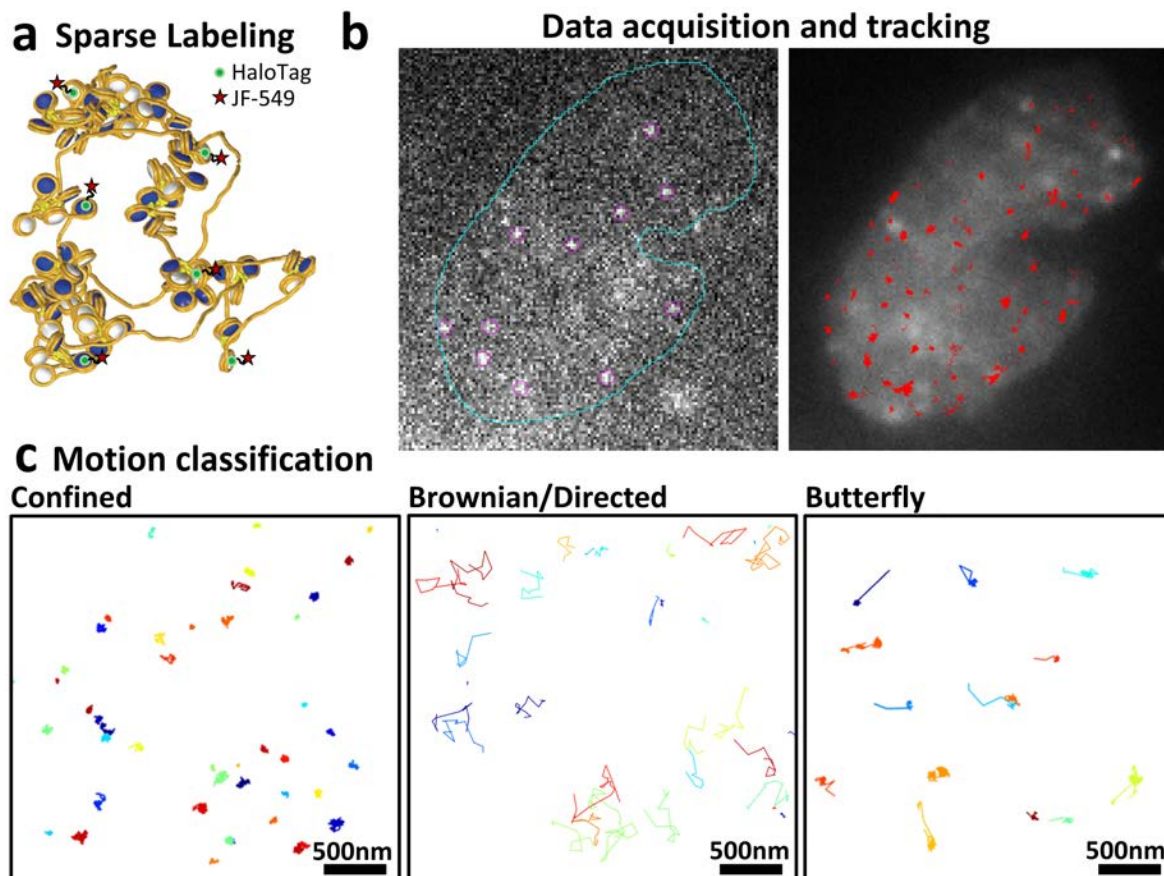 a Sparse Labeling
HaloTag
JF-549
b Data acquisition and tracking
c Motion classification
Confined
Brownian/Directed
Butterfly
500nm
500nm
500nm